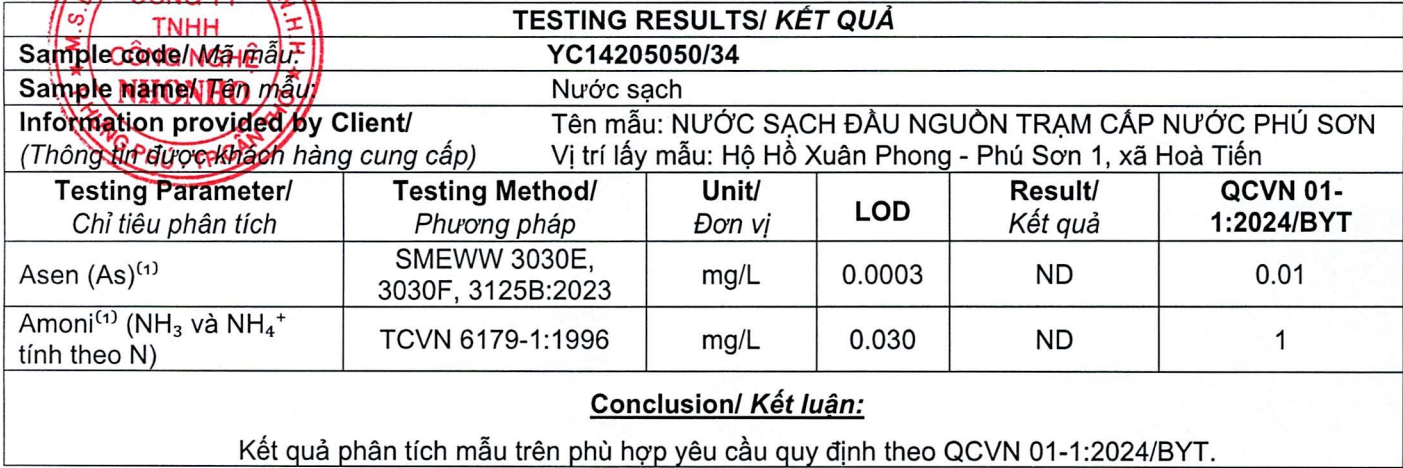 CÔNG TY
TNHH
CÔNG NGHỆ
NHONHO
TESTING RESULTS/ KẾT QUẢ
Sample code/ Mã mẫu: YC14205050/34
Sample name/ Tên mẫu: Nước sạch
Information provided by Client/ Tên mẫu: NƯỚC SẠCH ĐẦU NGUỒN TRẠM CẤP NƯỚC PHÚ SƠN
(Thông tin được khách hàng cung cấp) Vị trí lấy mẫu: Hộ Hồ Xuân Phong - Phú Sơn 1, xã Hoà Tiến
Testing Parameter/ Testing Method/ Unit/ LOD Result/ QCVN 01-
Chỉ tiêu phân tích Phương pháp Đơn vị Kết quả 1:2024/BYT
Asen (As)⁽¹⁾ SMEWW 3030E, mg/L 0.0003 ND 0.01
3030F, 3125B:2023
Amoni⁽¹⁾ (NH₃ và NH₄⁺ TCVN 6179-1:1996 mg/L 0.030 ND 1
tính theo N)
Conclusion/ Kết luận:
Kết quả phân tích mẫu trên phù hợp yêu cầu quy định theo QCVN 01-1:2024/BYT.